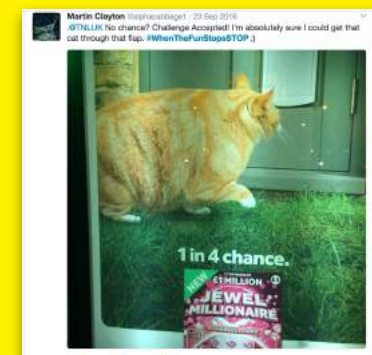 Martin Clayton @alphacabbage1 · 23 Sep 2016
.@TNLUK No chance? Challenge Accepted! I'm absolutely sure I could get that
cat through that flap. #WhenTheFunStopsSTOP ;)
1 in 4 chance.
NEW
£1 MILLION
JEWEL
MILLIONAIRE